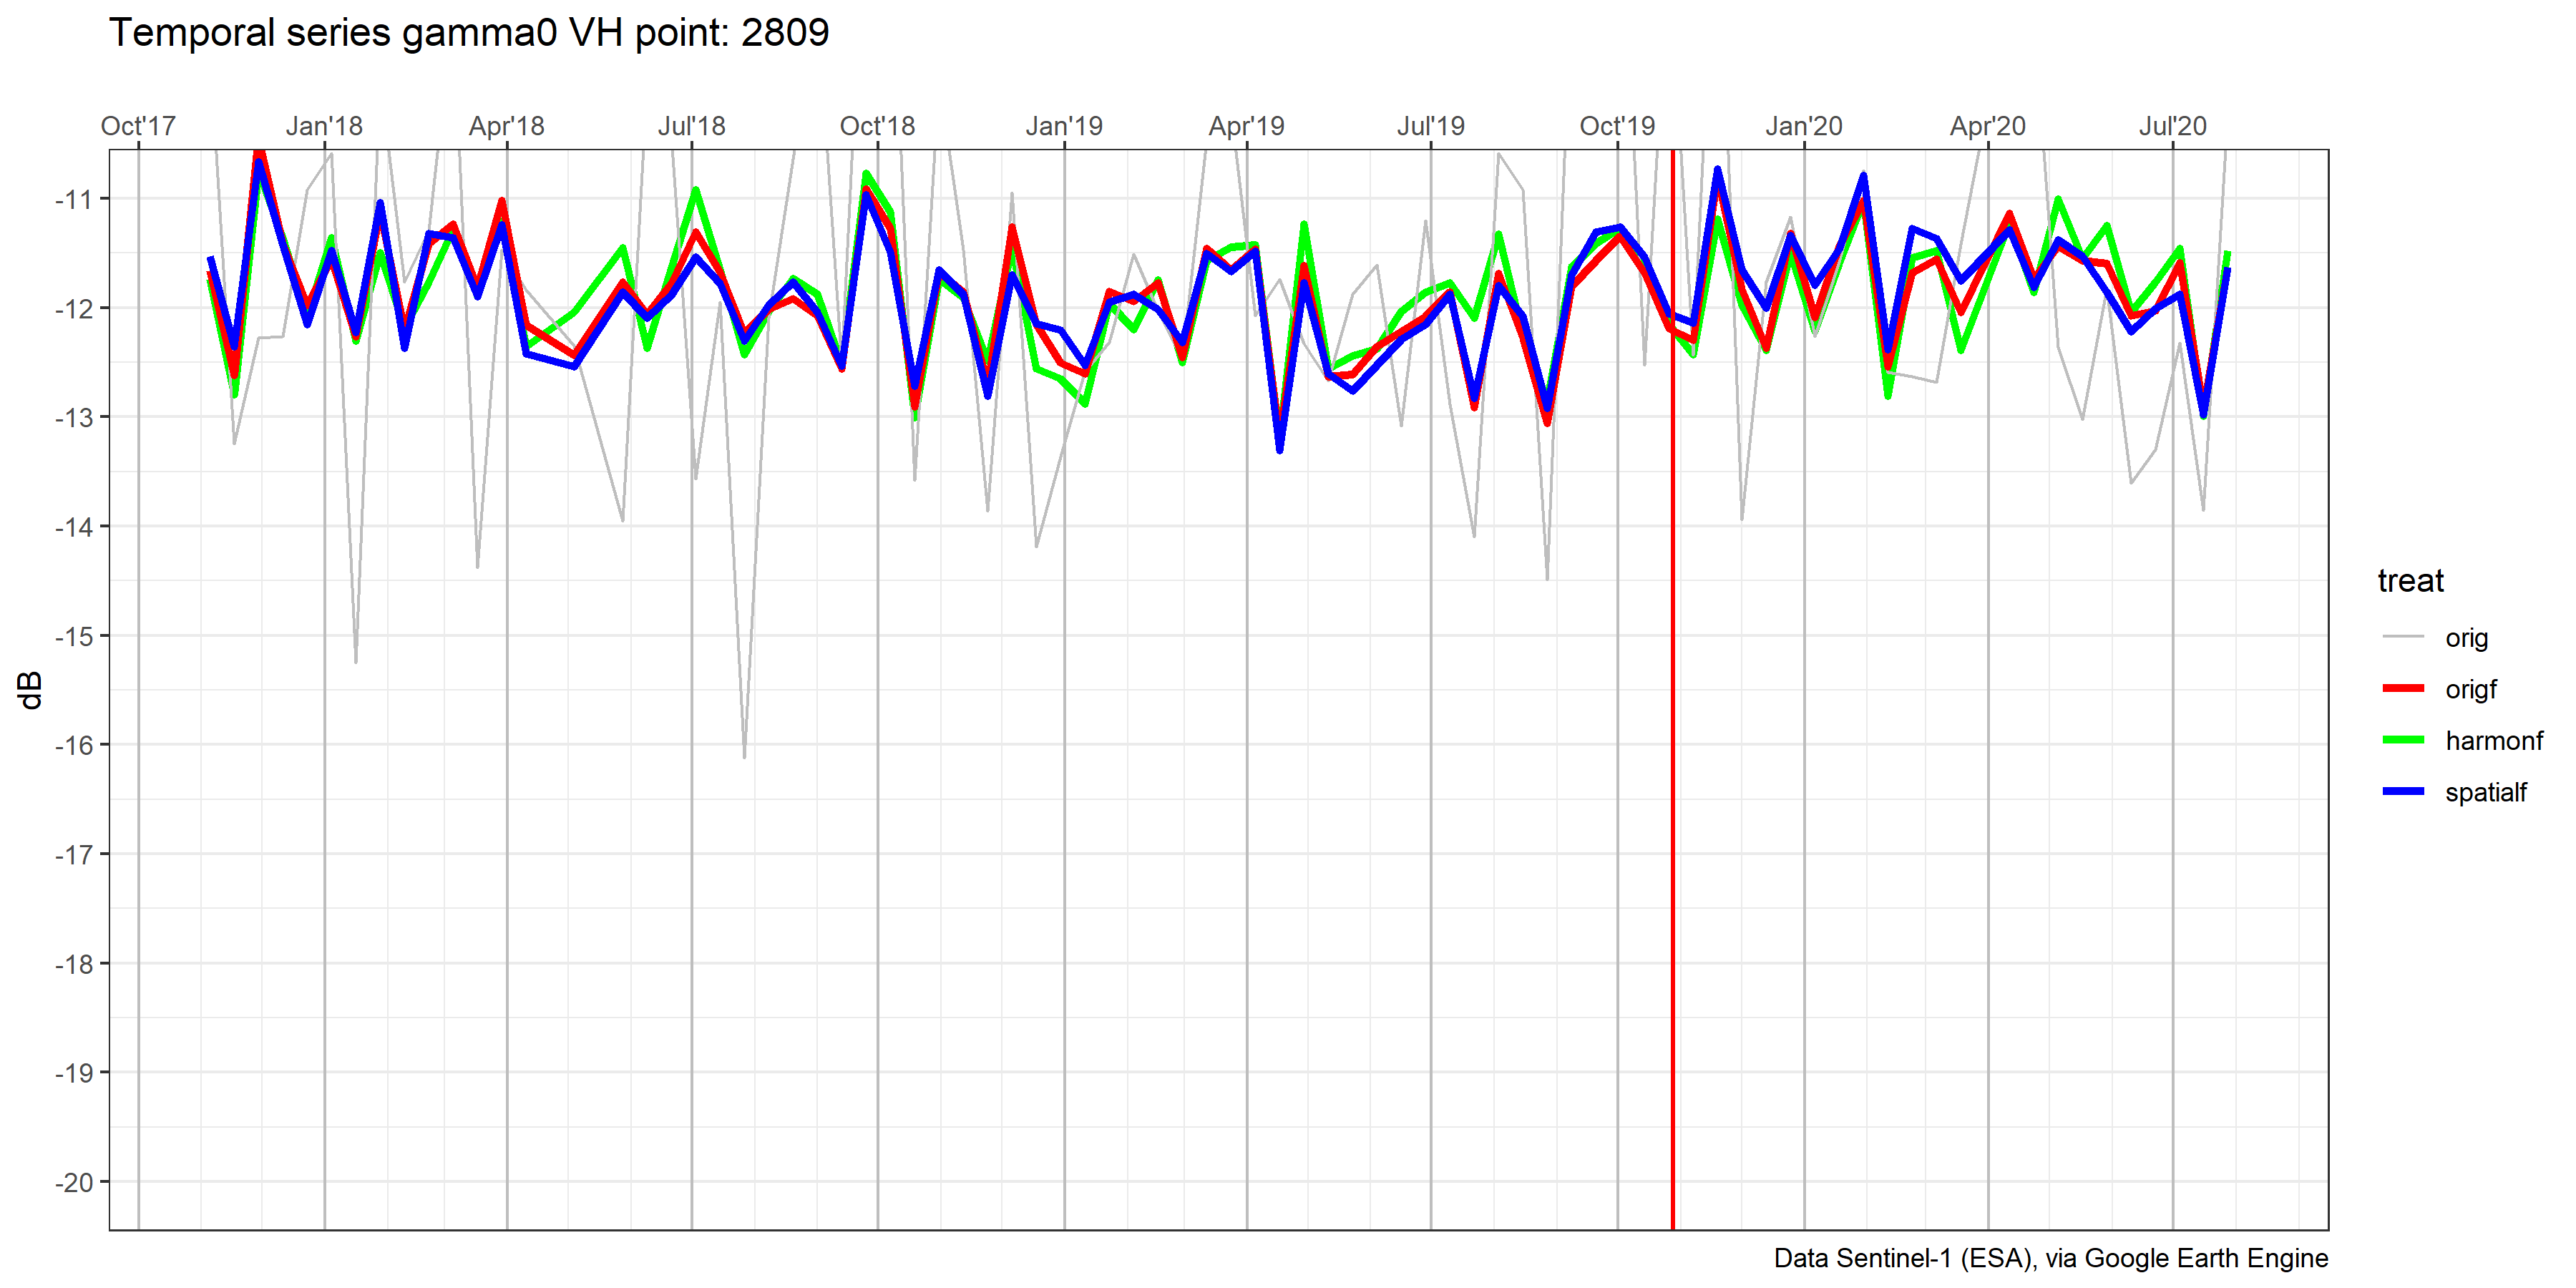 Temporal series gamma0 VH point: 2809
Oct'17 Jan'18 Apr'18 Jul'18 Oct'18 Jan'19 Apr'19 Jul'19 Oct'19 Jan'20 Apr'20 Jul'20
-11
-12
-13
-14
-15
-16
-17
-18
-19
-20
dB
treat
orig
origf
harmonf
spatialf
Data Sentinel-1 (ESA), via Google Earth Engine